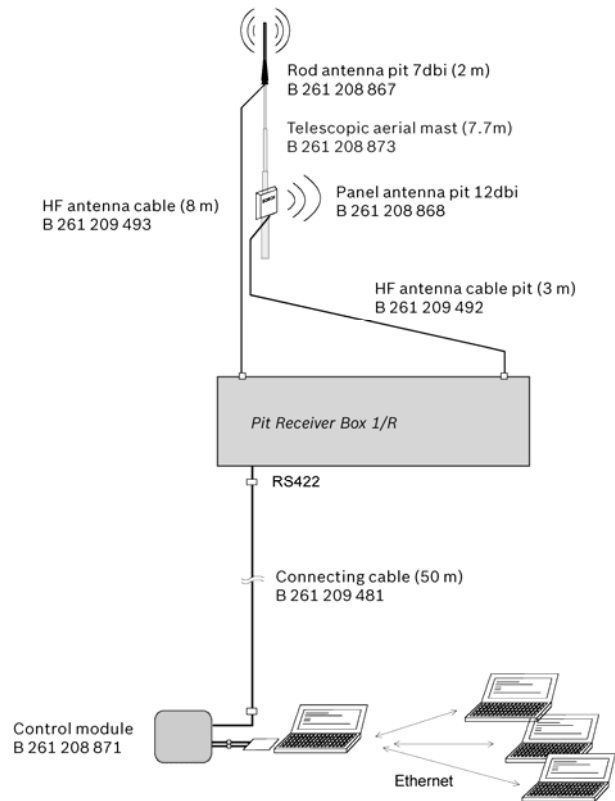 Rod antenna pit 7dbi (2 m)
B 261 208 867
Telescopic aerial mast (7.7m)
B 261 208 873
HF antenna cable (8 m)
B 261 209 493
Panel antenna pit 12dbi
B 261 208 868
HF antenna cable pit (3 m)
B 261 209 492
Pit Receiver Box 1/R
RS422
Connecting cable (50 m)
B 261 209 481
Control module
B 261 208 871
Ethernet